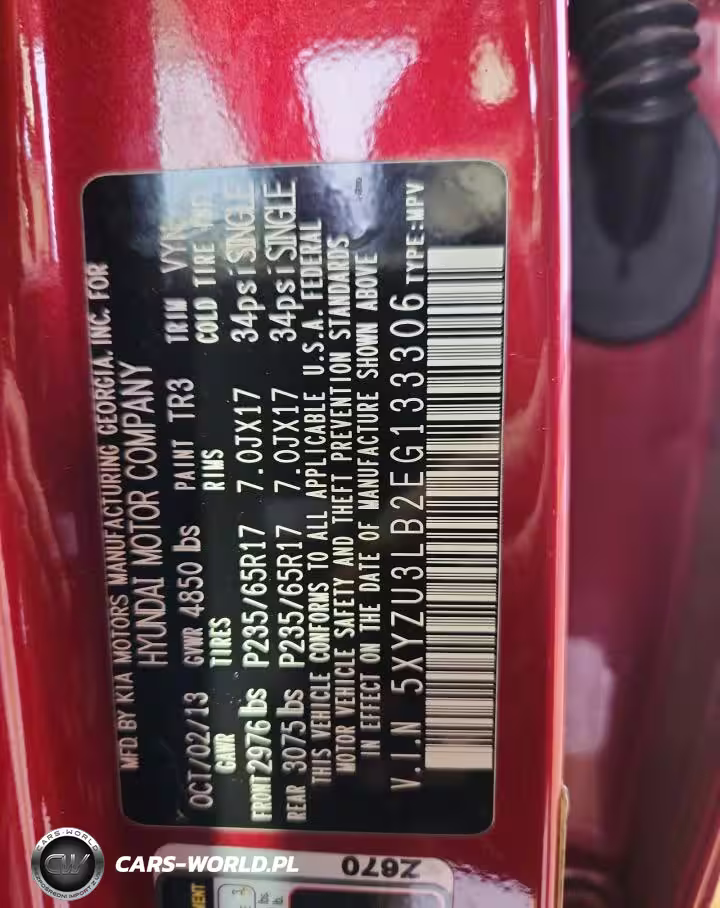 MFD. BY KIA MOTORS MANUFACTURING GEORGIA, INC. FOR
HYUNDAI MOTOR COMPANY
OCT/02/13 GVWR 4850 lbs PAINT TR3 TRIM
GAWR TIRES RIMS COLD TIRE
FRONT 2976 lbs P235/65R17 7.0JX17 34psi SINGLE
REAR 3075 lbs P235/65R17 7.0JX17 34psi SINGLE
THIS VEHICLE CONFORMS TO ALL APPLICABLE U.S.A. FEDERAL
MOTOR VEHICLE SAFETY AND THEFT PREVENTION STANDARDS
IN EFFECT ON THE DATE OF MANUFACTURE SHOWN ABOVE
V.I.N 5XYZU3LB2EG133306 TYPE:MPV
Z670
CARS-WORLD
CW
CARS-WORLD.PL